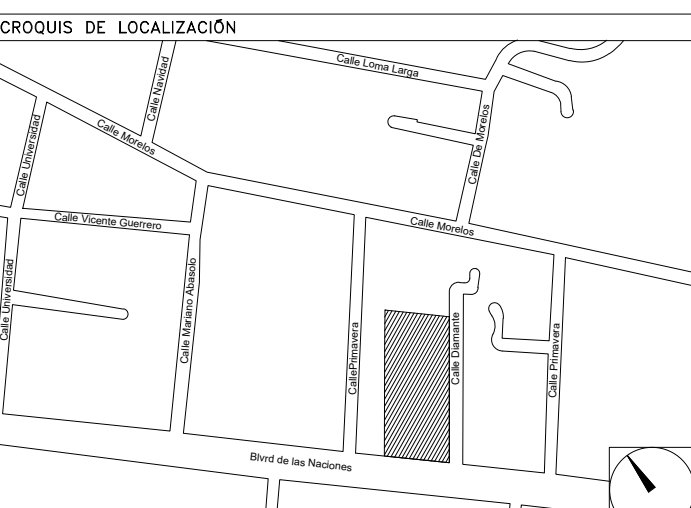 CROQUIS DE LOCALIZACIÓN
Calle Loma Larga
Calle Navidad
Calle Morelos
Calle Universidad
Calle De Morelos
Calle Vicente Guerrero
Calle Morelos
Calle Universidad
Calle Mariano Abasolo
CallePrimavera
Calle Diamante
Calle Primavera
Blvrd de las Naciones